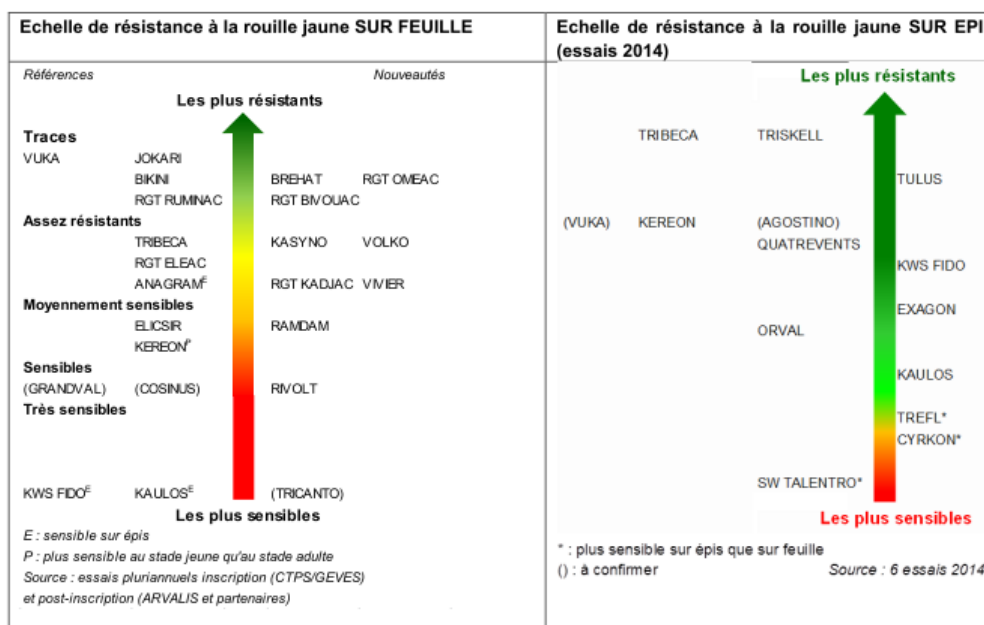 Echelle de résistance à la rouille jaune SUR FEUILLE
Références Nouveautés
Les plus résistants
Traces
VUKA JOKARI
BIKINI BREHAT RGT OMEAC
RGT RUMINAC RGT BIVOUAC
Assez résistants
TRIBECA KASYNO VOLKO
RGT ELEAC
ANAGRAM^E RGT KADJAC VIVIER
Moyennement sensibles
ELICSIR RAMDAM
KEREON^P
Sensibles
(GRANDVAL) (COSINUS) RIVOLT
Très sensibles
KWS FIDO^E KAULOS^E (TRICANTO)
Les plus sensibles
E : sensible sur épis
P : plus sensible au stade jeune qu'au stade adulte
Source : essais pluriannuels inscription (CTPS/GEVES)
et post-inscription (ARVALIS et partenaires)
Echelle de résistance à la rouille jaune SUR EPI
(essais 2014)
Les plus résistants
TRIBECA TRISKELL
TULUS
(VUKA) KEREON (AGOSTINO)
QUATREVENTS
KWS FIDO
EXAGON
ORVAL
KAULOS
TREFL*
CYRKON*
SW TALENTRO*
Les plus sensibles
* : plus sensible sur épis que sur feuille
() : à confirmer Source : 6 essais 2014